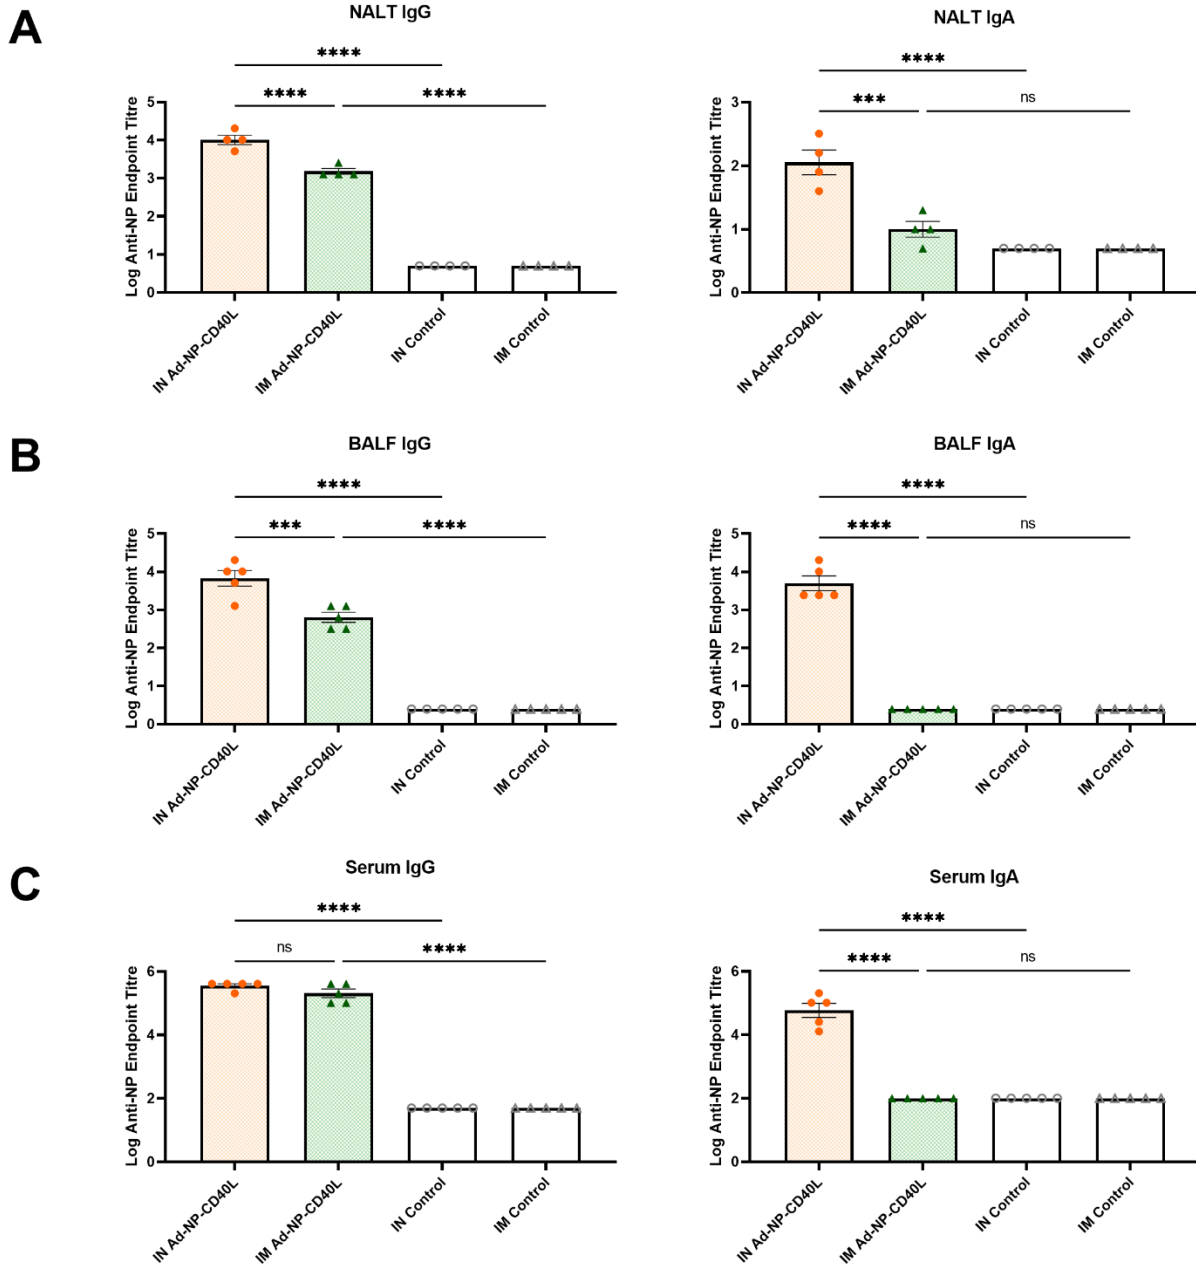 A
NALT IgG
****
****
****
Log Anti-NP Endpoint Titre
5
4
3
2
1
0
IN Ad-NP-CD40L
IM Ad-NP-CD40L
IN Control
IM Control
NALT IgA
****
***
ns
Log Anti-NP Endpoint Titre
3
2
1
0
IN Ad-NP-CD40L
IM Ad-NP-CD40L
IN Control
IM Control
B
BALF IgG
****
***
****
Log Anti-NP Endpoint Titre
5
4
3
2
1
0
IN Ad-NP-CD40L
IM Ad-NP-CD40L
IN Control
IM Control
BALF IgA
****
****
ns
Log Anti-NP Endpoint Titre
5
4
3
2
1
0
IN Ad-NP-CD40L
IM Ad-NP-CD40L
IN Control
IM Control
C
Serum IgG
****
ns
****
Log Anti-NP Endpoint Titre
6
4
2
0
IN Ad-NP-CD40L
IM Ad-NP-CD40L
IN Control
IM Control
Serum IgA
****
****
ns
Log Anti-NP Endpoint Titre
6
4
2
0
IN Ad-NP-CD40L
IM Ad-NP-CD40L
IN Control
IM Control